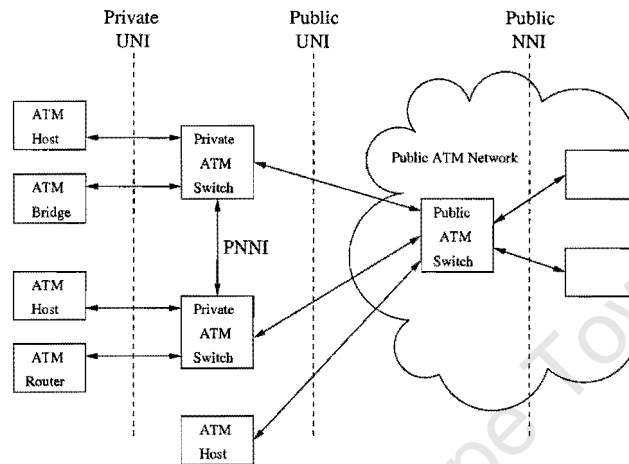 Private
UNI
Public
UNI
Public
NNI
ATM
Host
ATM
Bridge
Private
ATM
Switch
PNNI
ATM
Host
ATM
Router
Private
ATM
Switch
ATM
Host
Public ATM Network
Public
ATM
Switch